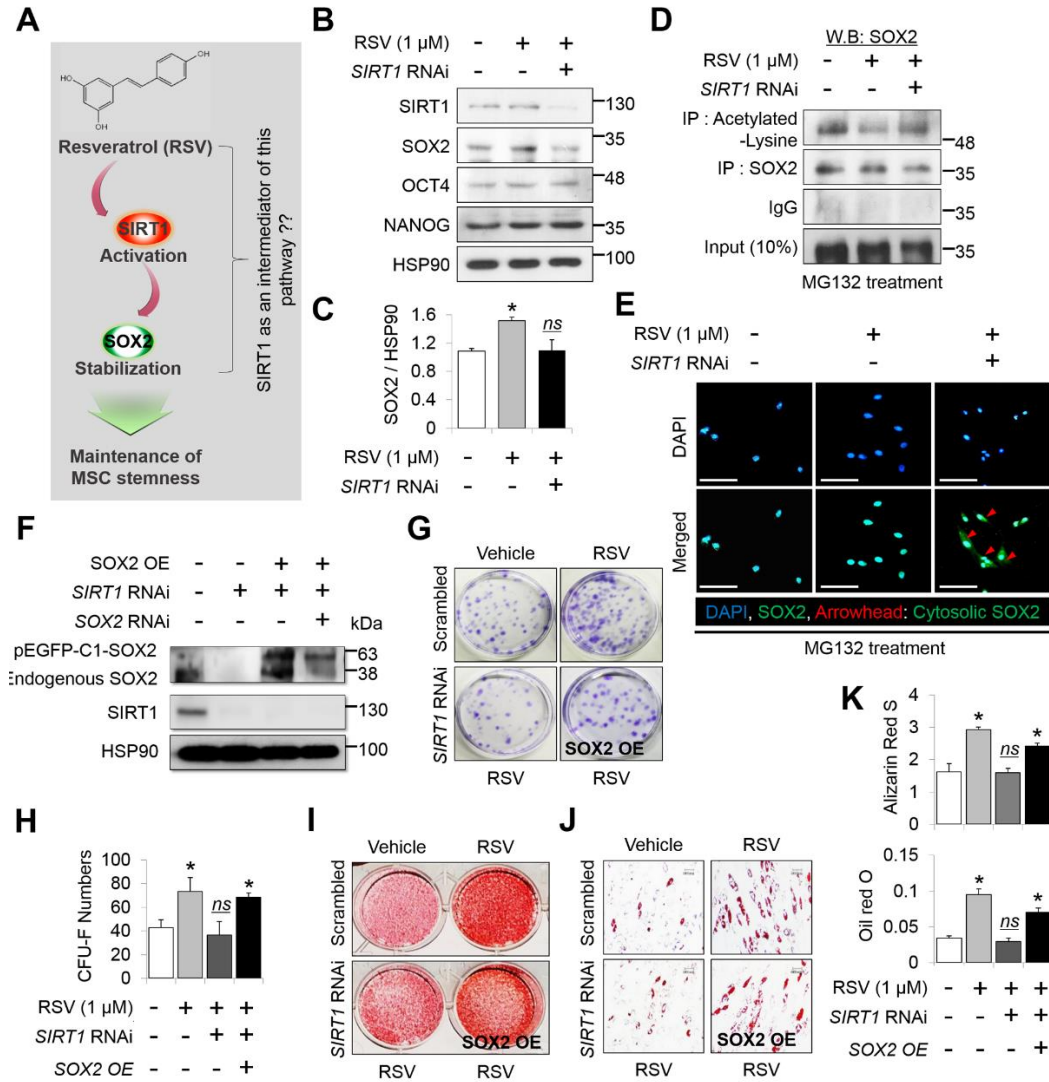 A
OH
HO
OH
Resveratrol (RSV)
SIRT1
Activation
SOX2
Stabilization
Maintenance of
MSC stemness
SIRT1 as an intermediator of this
pathway ??
B
RSV (1 µM) - + +
SIRT1 RNAi - - +
SIRT1 130
SOX2 35
OCT4 48
NANOG 35
HSP90 100
C
SOX2 / HSP90
1.6
1.2
0.8
0.4
0
*
ns
RSV (1 µM) - + +
SIRT1 RNAi - - +
D
W.B: SOX2
RSV (1 µM) - + +
SIRT1 RNAi - - +
IP : Acetylated
-Lysine 48
IP : SOX2 35
IgG 35
Input (10%) 35
MG132 treatment
E
RSV (1 µM) - + +
SIRT1 RNAi - - +
DAPI
Merged
DAPI, SOX2, Arrowhead: Cytosolic SOX2
MG132 treatment
F
SOX2 OE - - + +
SIRT1 RNAi - + + +
SOX2 RNAi - - - +
kDa
pEGFP-C1-SOX2 63
Endogenous SOX2 38
SIRT1 130
HSP90 100
G
Vehicle RSV
Scrambled
SIRT1 RNAi
SOX2 OE
RSV RSV
H
CFU-F Numbers
100
80
60
40
20
0
*
ns
*
RSV (1 µM) - + + +
SIRT1 RNAi - - + +
SOX2 OE - - - +
I
Vehicle RSV
Scrambled
SIRT1 RNAi
SOX2 OE
RSV RSV
J
Vehicle RSV
Scrambled
SIRT1 RNAi
SOX2 OE
RSV RSV
K
Alizarin Red S
4
3
2
1
0
*
ns
*
Oil red O
0.15
0.1
0.05
0
*
ns
*
RSV (1 µM) - + + +
SIRT1 RNAi - - + +
SOX2 OE - - - +